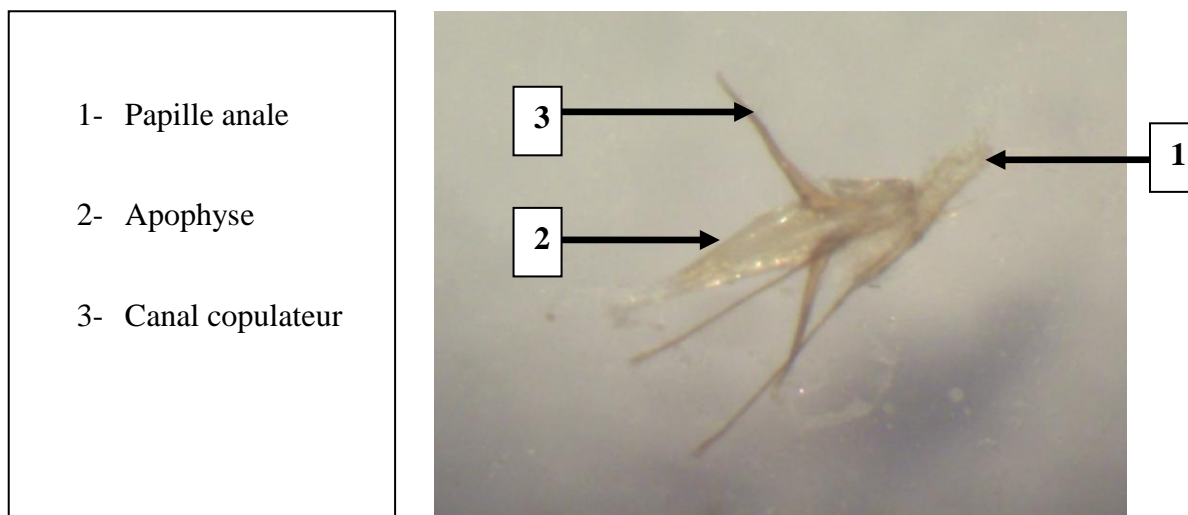 1- Papille anale
2- Apophyse
3- Canal copulateur
3
2
1